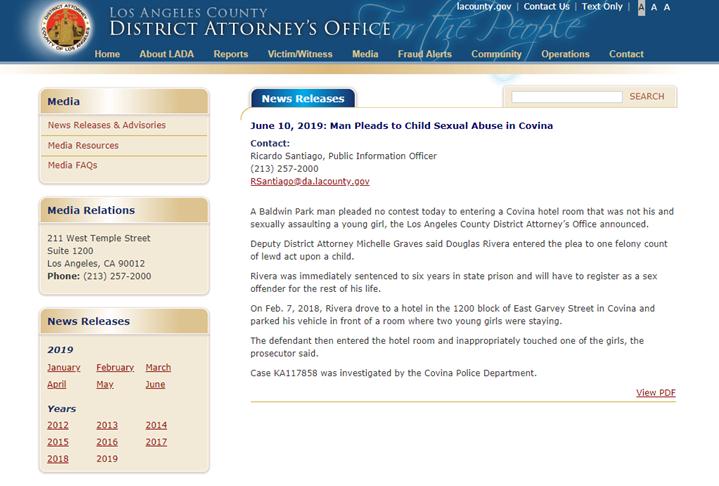 lacounty.gov | Contact Us | Text Only | A A A
LOS ANGELES COUNTY
DISTRICT ATTORNEY'S OFFICE
For the People
Home About LADA Reports Victim/Witness Media Fraud Alerts Community Operations Contact
Media
News Releases & Advisories
Media Resources
Media FAQs
Media Relations
211 West Temple Street
Suite 1200
Los Angeles, CA 90012
Phone: (213) 257-2000
News Releases
2019
January February March
April May June
Years
2012 2013 2014
2015 2016 2017
2018 2019
News Releases
SEARCH
June 10, 2019: Man Pleads to Child Sexual Abuse in Covina
Contact:
Ricardo Santiago, Public Information Officer
(213) 257-2000
RSantiago@da.lacounty.gov
A Baldwin Park man pleaded no contest today to entering a Covina hotel room that was not his and
sexually assaulting a young girl, the Los Angeles County District Attorney's Office announced.
Deputy District Attorney Michelle Graves said Douglas Rivera entered the plea to one felony count
of lewd act upon a child.
Rivera was immediately sentenced to six years in state prison and will have to register as a sex
offender for the rest of his life.
On Feb. 7, 2018, Rivera drove to a hotel in the 1200 block of East Garvey Street in Covina and
parked his vehicle in front of a room where two young girls were staying.
The defendant then entered the hotel room and inappropriately touched one of the girls, the
prosecutor said.
Case KA117858 was investigated by the Covina Police Department.
View PDF